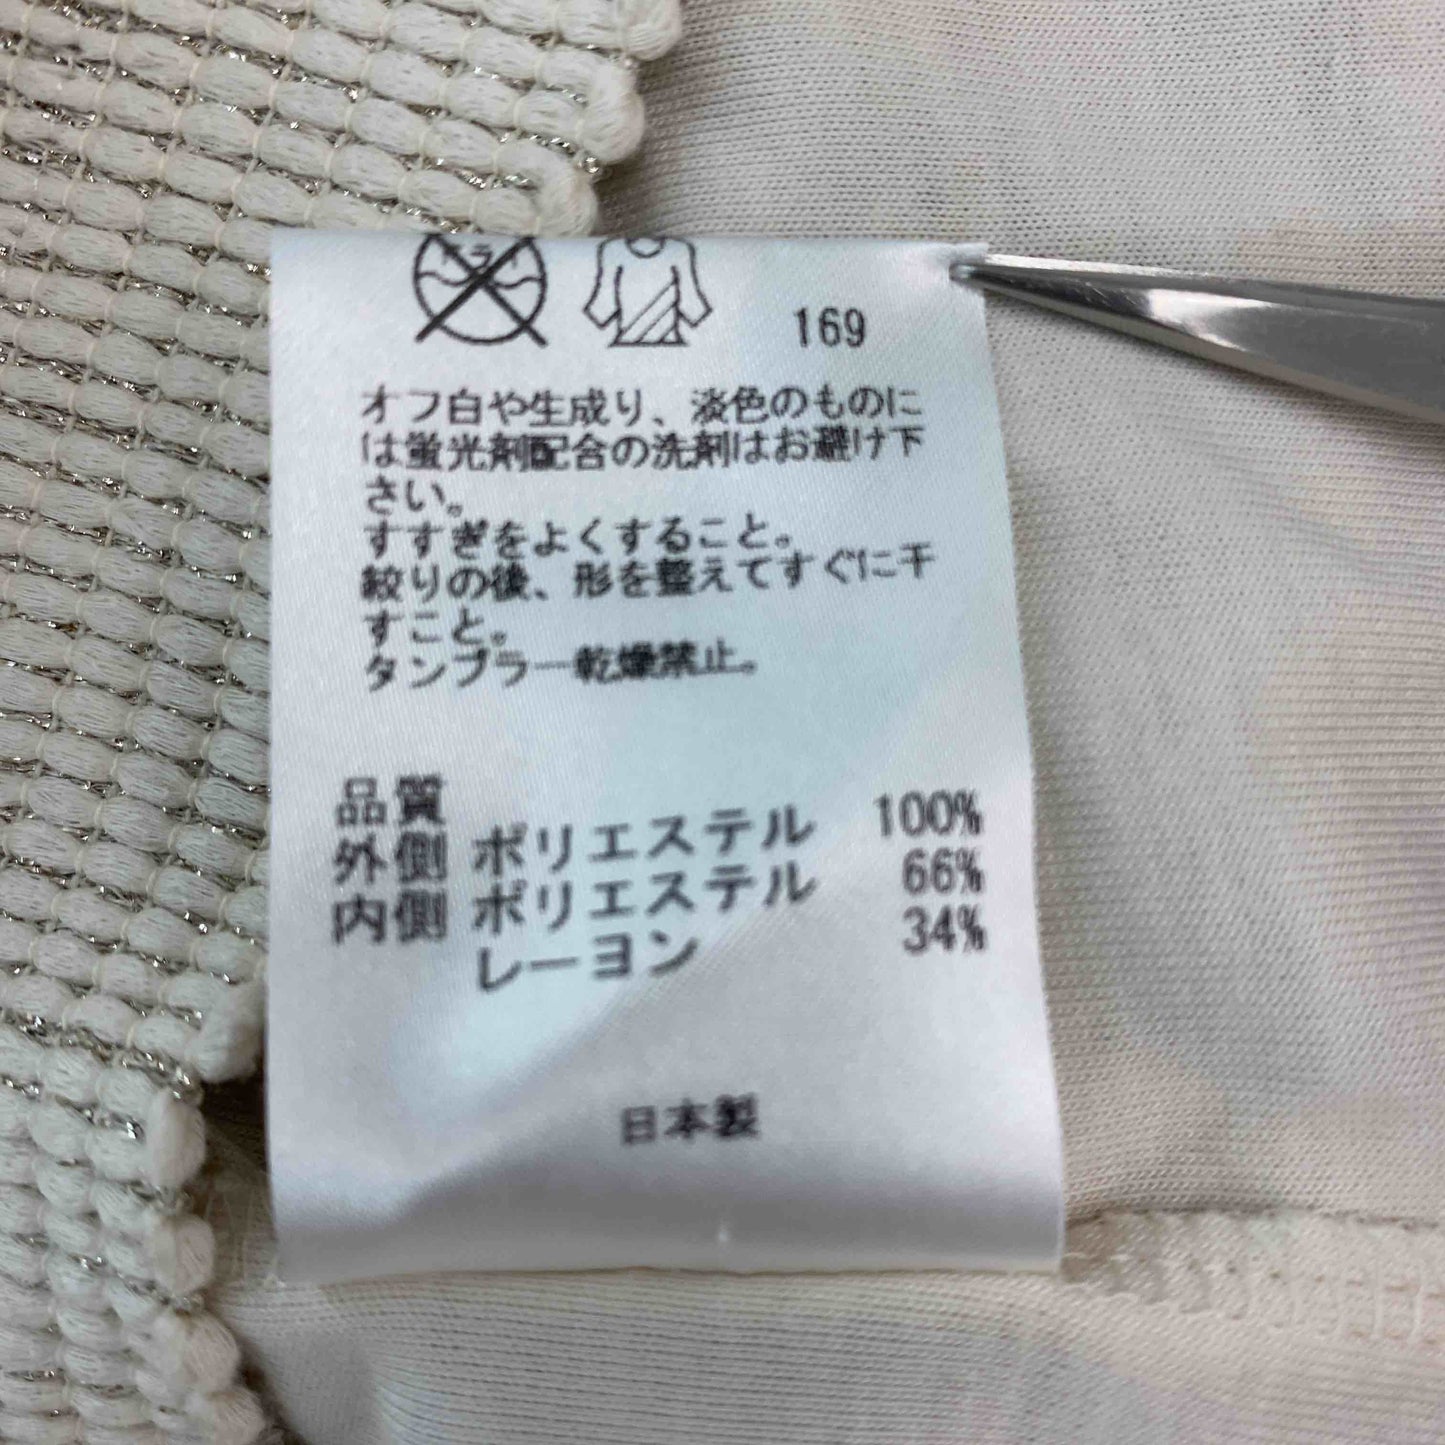 ドライ
169
オフ白や生成り、淡色のものに
は蛍光剤配合の洗剤はお避け下
さい。
すすぎをよくすること。
絞りの後、形を整えてすぐに干
すこと。
タンブラー乾燥禁止。
品質
外側 ポリエステル 100%
内側 ポリエステル 66%
レーヨン 34%
日本製